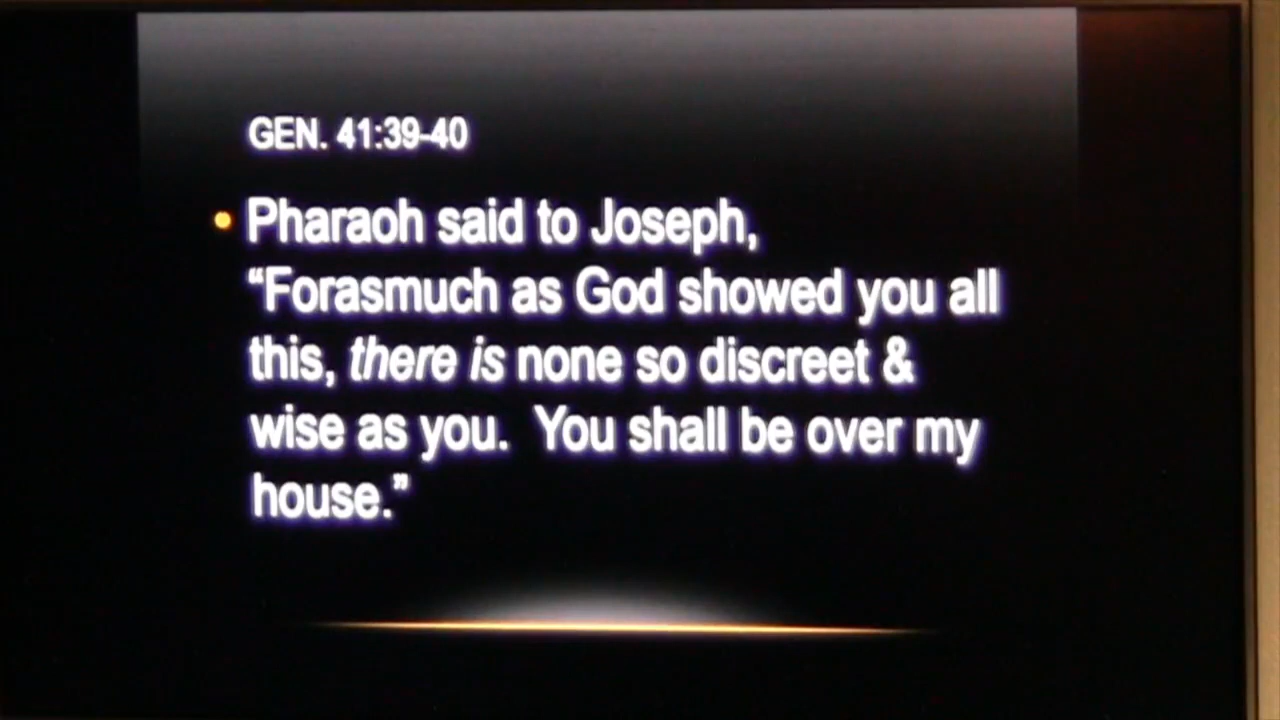 GEN. 41:39-40
• Pharaoh said to Joseph,
“Forasmuch as God showed you all
this, there is none so discreet &
wise as you.  You shall be over my
house.”